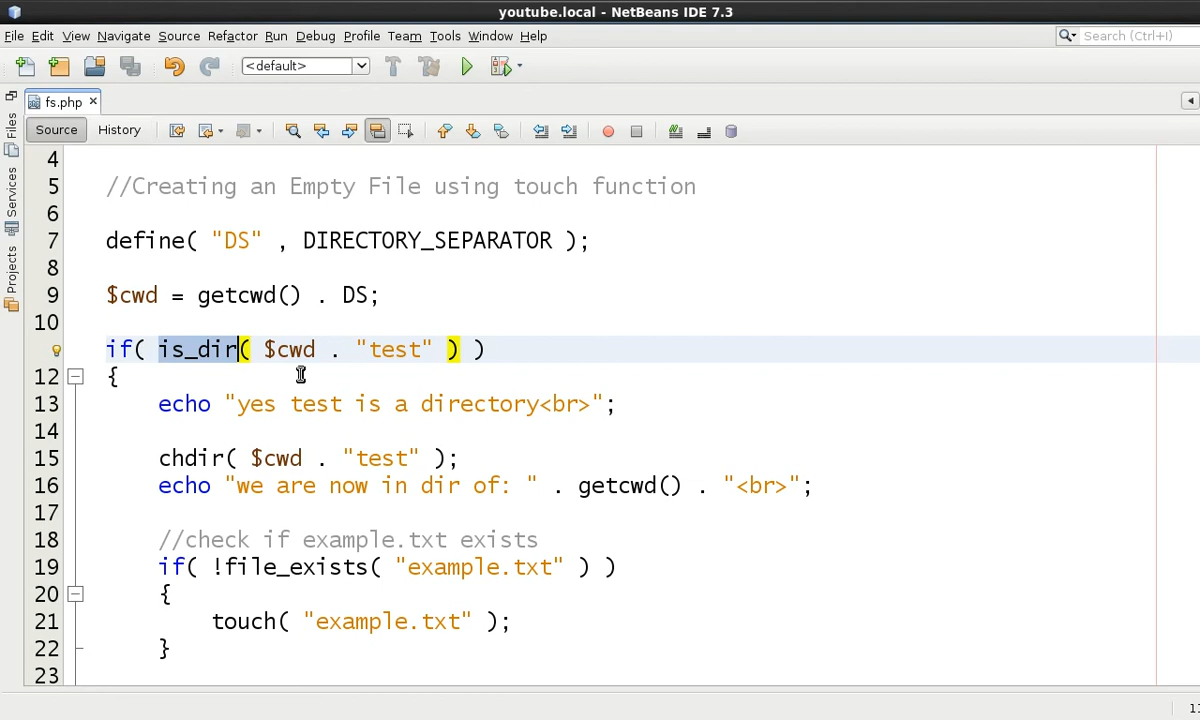 youtube.local - NetBeans IDE 7.3
File Edit View Navigate Source Refactor Run Debug Profile Team Tools Window Help
Search (Ctrl+I)
<default>
fs.php
Source History
Files
Services
Projects
4
5 //Creating an Empty File using touch function
6
7 define( "DS" , DIRECTORY_SEPARATOR );
8
9 $cwd = getcwd() . DS;
10
if( is_dir( $cwd . "test" ) )
12 {
13 echo "yes test is a directory<br>";
14
15 chdir( $cwd . "test" );
16 echo "we are now in dir of: " . getcwd() . "<br>";
17
18 //check if example.txt exists
19 if( !file_exists( "example.txt" ) )
20 {
21 touch( "example.txt" );
22 }
23